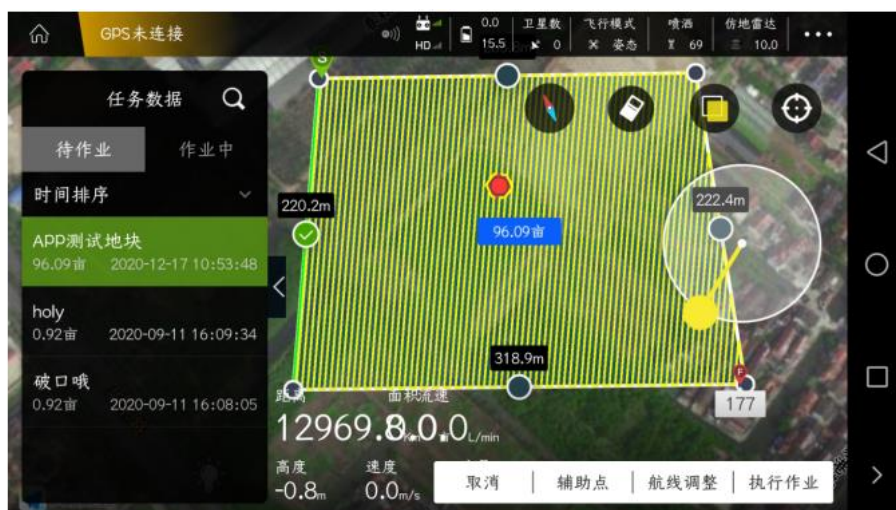 GPS未连接
HD
0.0
15.5
卫星数
0
飞行模式
姿态
喷洒
69
仿地雷达
10.0
任务数据
待作业 作业中
时间排序
APP测试地块
96.09亩 2020-12-17 10:53:48
holy
0.92亩 2020-09-11 16:09:34
破口哦
0.92亩 2020-09-11 16:08:05
S
220.2m
222.4m
96.09亩
318.9m
F
177
距离 面积流速
12969.8 0.0 L/min
高度 速度
-0.8m 0.0m/s
取消 辅助点 航线调整 执行作业